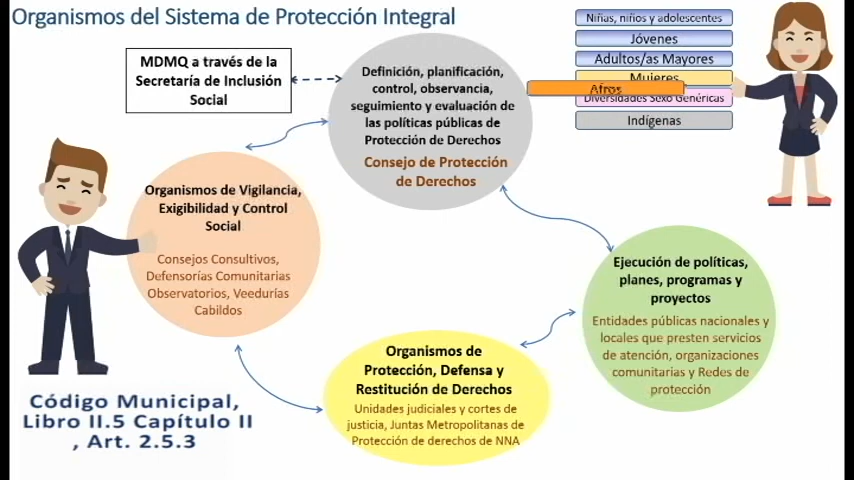 Organismos del Sistema de Protección Integral
MDMQ a través de la
Secretaría de Inclusión
Social
Definición, planificación,
control, observancia,
seguimiento y evaluación de
las políticas públicas de
Protección de Derechos
Consejo de Protección
de Derechos
Niñas, niños y adolescentes
Jóvenes
Adultos/as Mayores
Mujeres
Afros
Diversidades Sexo Genéricas
Indígenas
Organismos de Vigilancia,
Exigibilidad y Control
Social
Consejos Consultivos,
Defensorías Comunitarias
Observatorios, Veedurías
Cabildos
Ejecución de políticas,
planes, programas y
proyectos
Entidades públicas nacionales y
locales que presten servicios
de atención, organizaciones
comunitarias y Redes de
protección
Organismos de
Protección, Defensa y
Restitución de Derechos
Unidades judiciales y cortes de
justicia, Juntas Metropolitanas de
Protección de derechos de NNA
Código Municipal,
Libro II.5 Capítulo II
, Art. 2.5.3